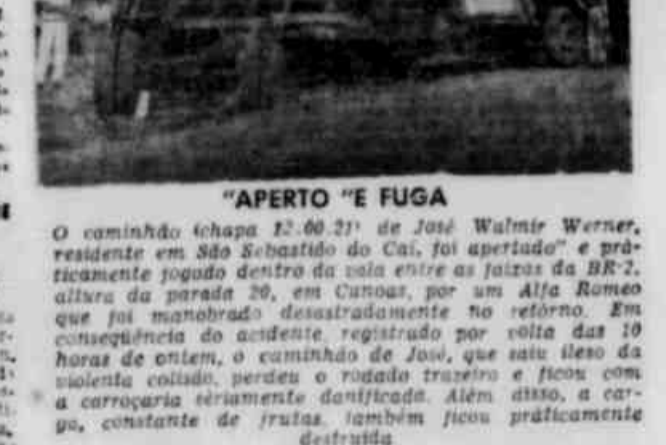 "APERTO "E FUGA
O caminhão (chapa 12.00.21) de José Walmir Werner,
residente em São Sebastião do Caí, foi apertado" e prà-
ticamente jogado dentro da vala entre as faixas da BR-2,
altura da parada 20, em Canoas, por um Alfa Romeo
que foi manobrado desastradamente no retôrno. Em
conseqüência do acidente registrado por volta das 10
horas de ontem, o caminhão de José, que saiu ileso da
violenta colisão, perdeu o rodado trazeiro e ficou com
a carroçaria sèriamente danificada. Além disso, a car-
ga, constante de frutas, também ficou pràticamente
destruída